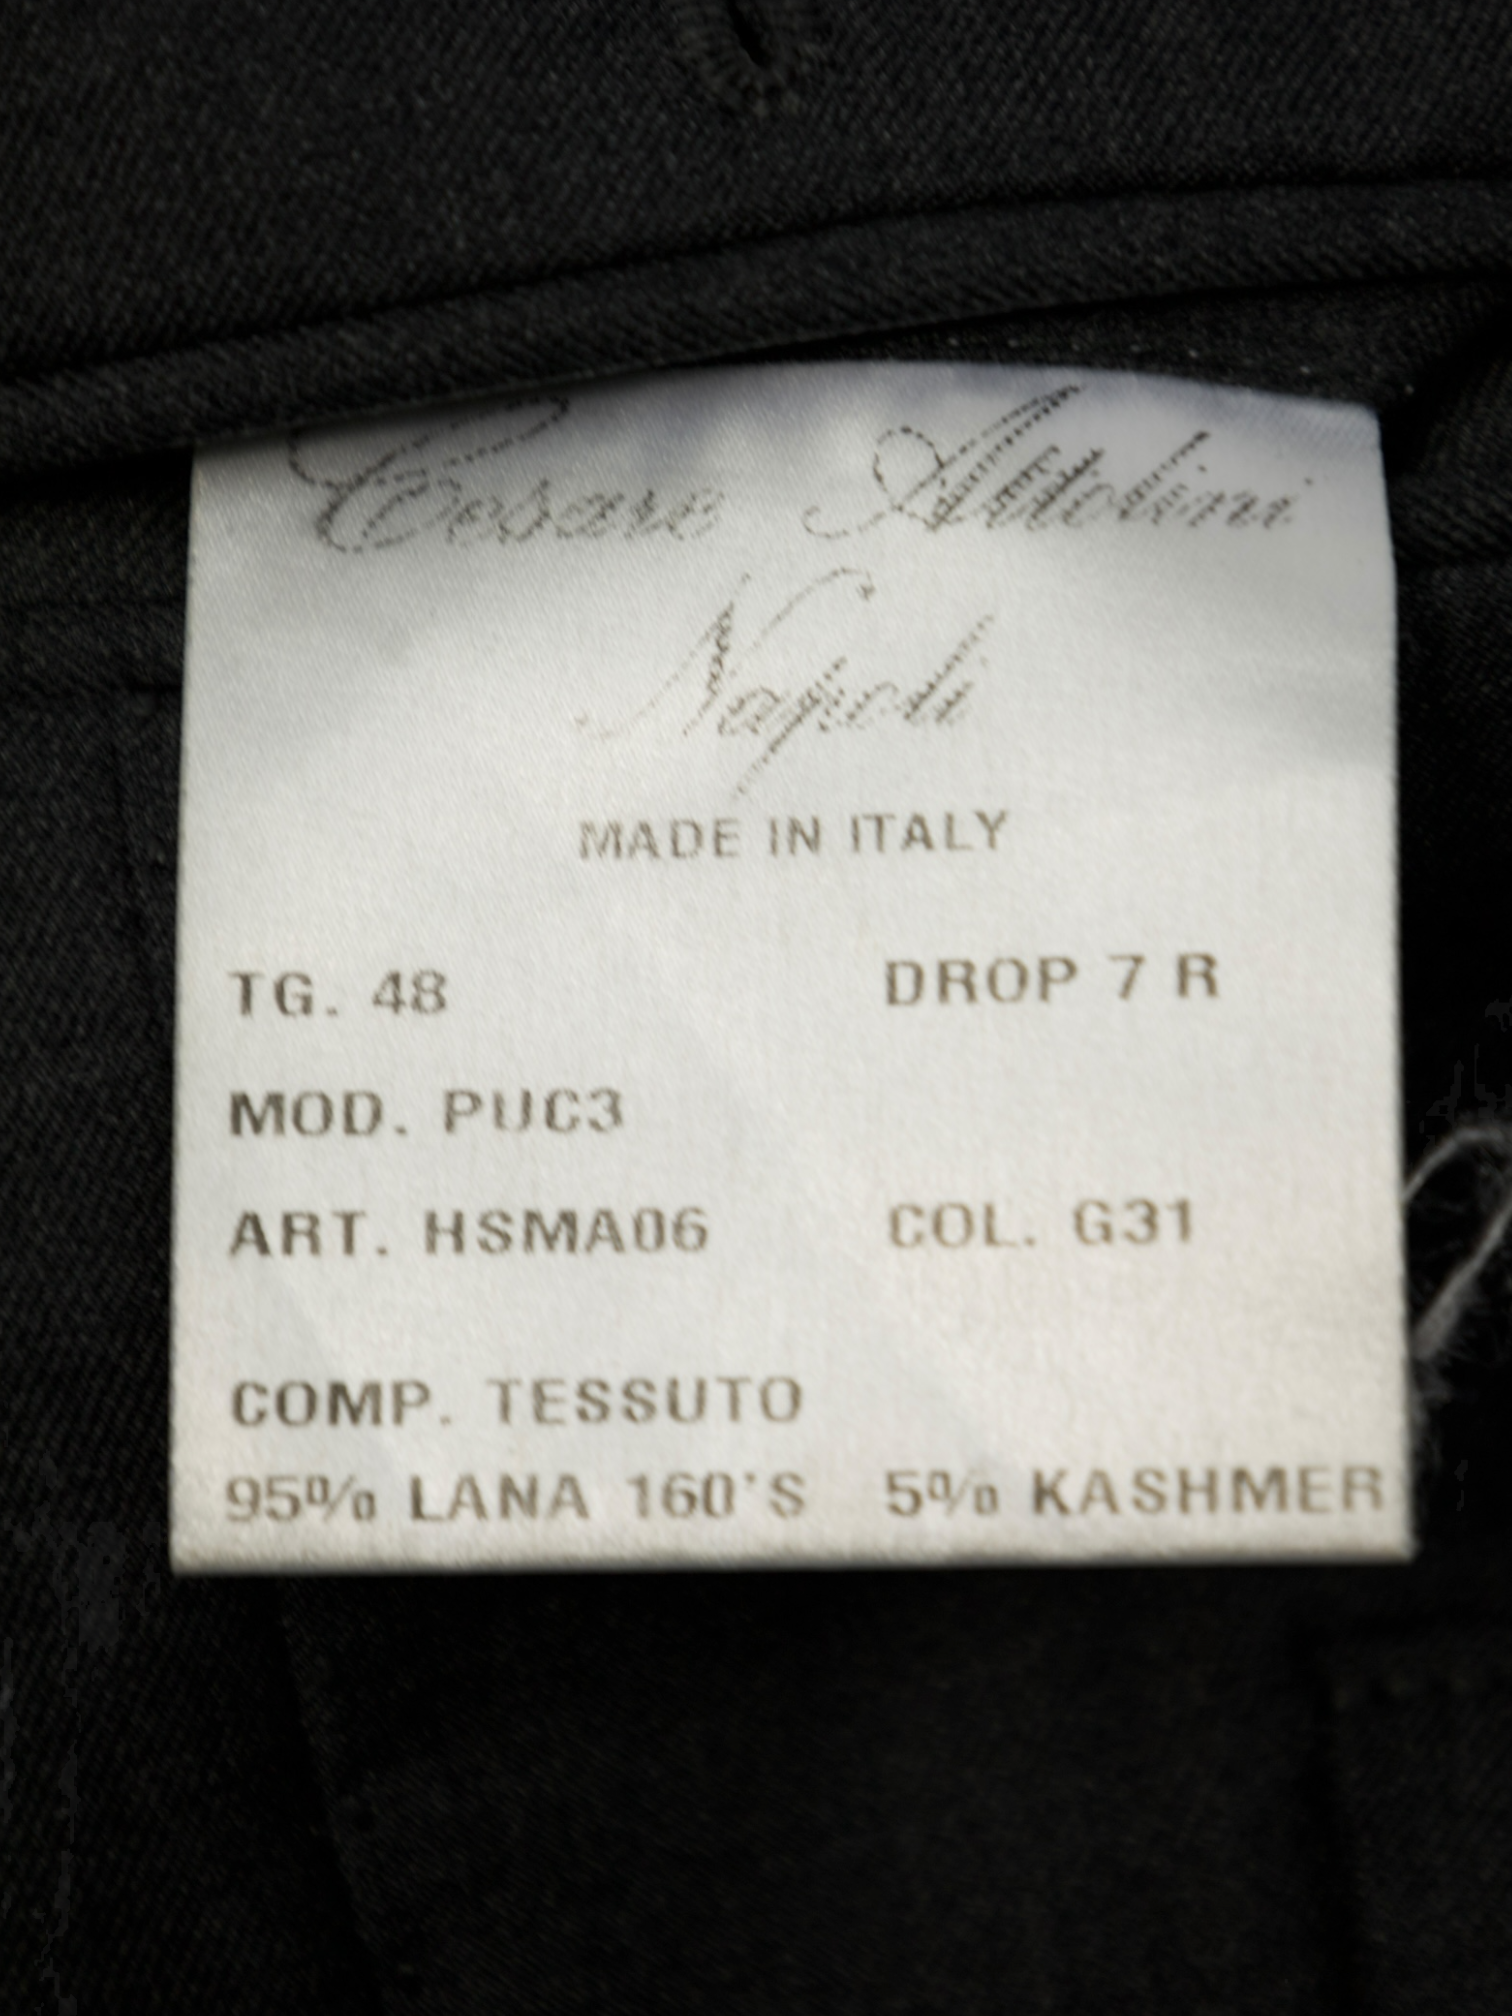 Cesare Attolini
Napoli
MADE IN ITALY
TG. 48 DROP 7 R
MOD. PUC3
ART. HSMA06 COL. G31
COMP. TESSUTO
95% LANA 160'S 5% KASHMER